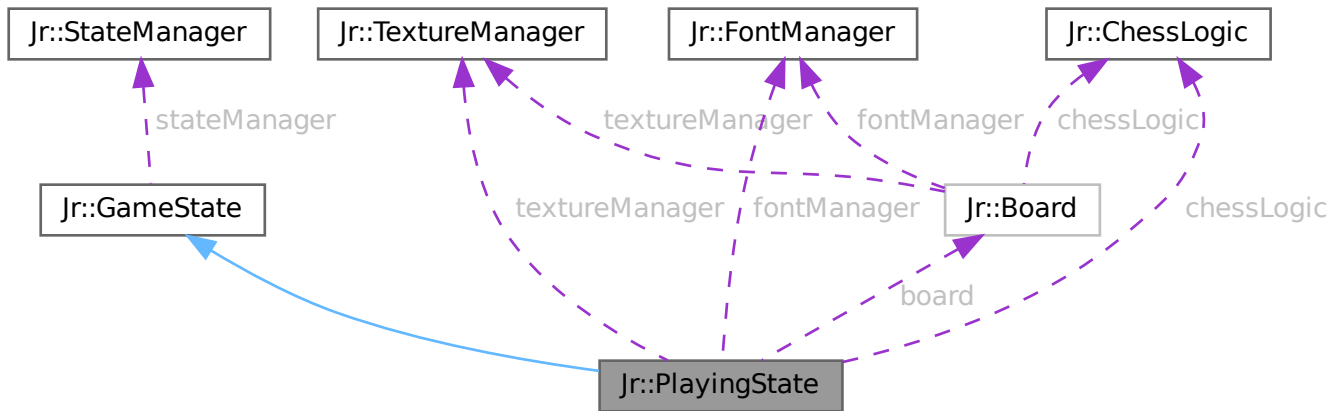 Jr::StateManager
Jr::TextureManager
Jr::FontManager
Jr::ChessLogic
stateManager
textureManager
fontManager
chessLogic
Jr::GameState
textureManager
fontManager
Jr::Board
chessLogic
board
Jr::PlayingState